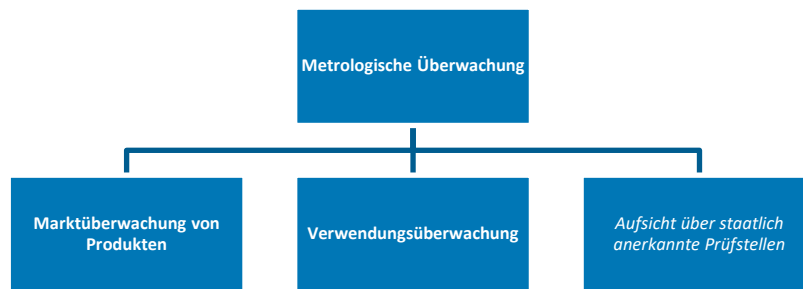 Metrologische Überwachung
Marktüberwachung von
Produkten
Verwendungsüberwachung
Aufsicht über staatlich
anerkannte Prüfstellen